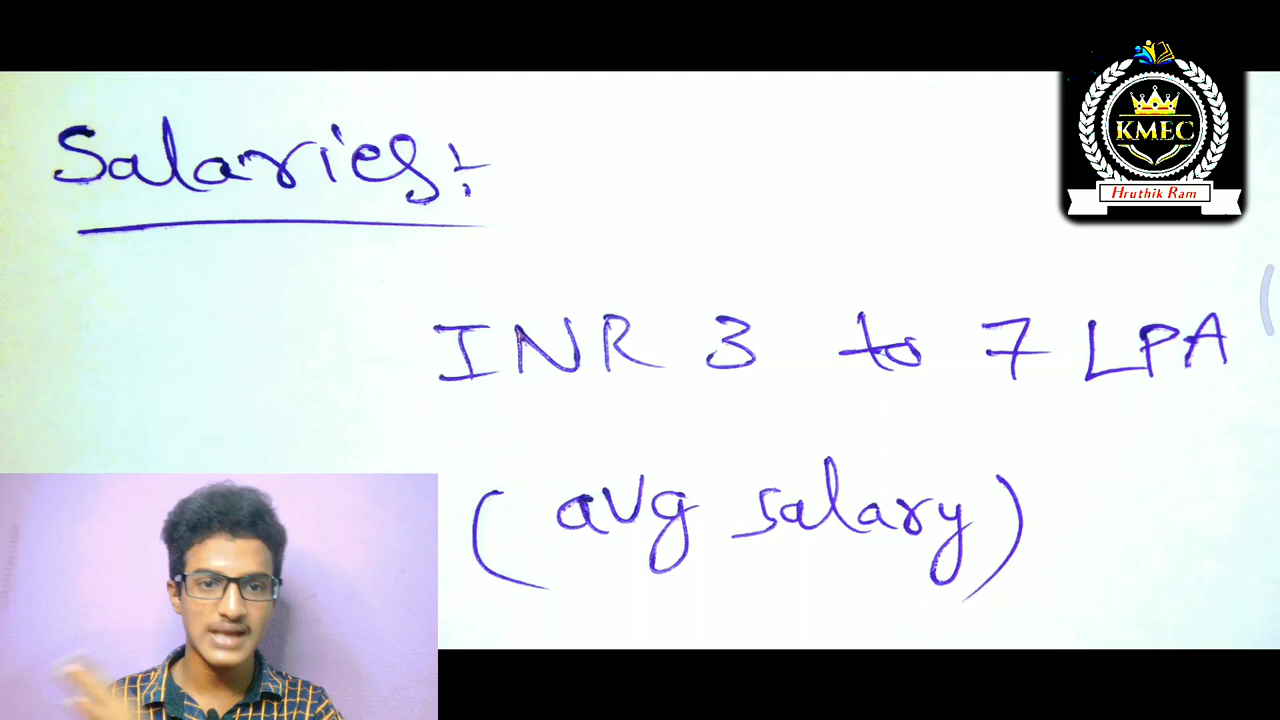 KMEC
Hruthik Ram
Salaries:-
INR 3 to 7 LPA
(avg salary)